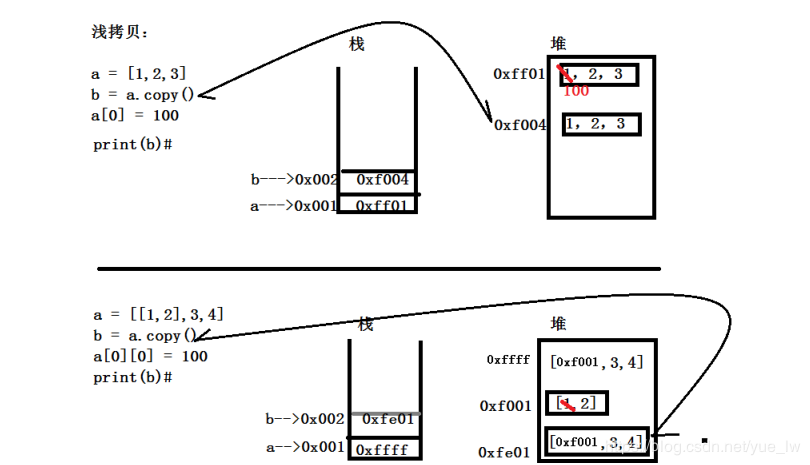 浅拷贝：
栈
堆
a = [1,2,3]
b = a.copy()
a[0] = 100
print(b)#
0xff01
1, 2, 3
100
0xf004
1, 2, 3
b--->0x002
0xf004
a--->0x001
0xff01
a = [[1,2],3,4]
b = a.copy()
a[0][0] = 100
print(b)#
栈
堆
0xffff
[0xf001,3,4]
0xf001
[1,2]
b-->0x002
0xfe01
a-->0x001
0xffff
0xfe01
[0xf001,3,4]
blog.csdn.net/yue_lw